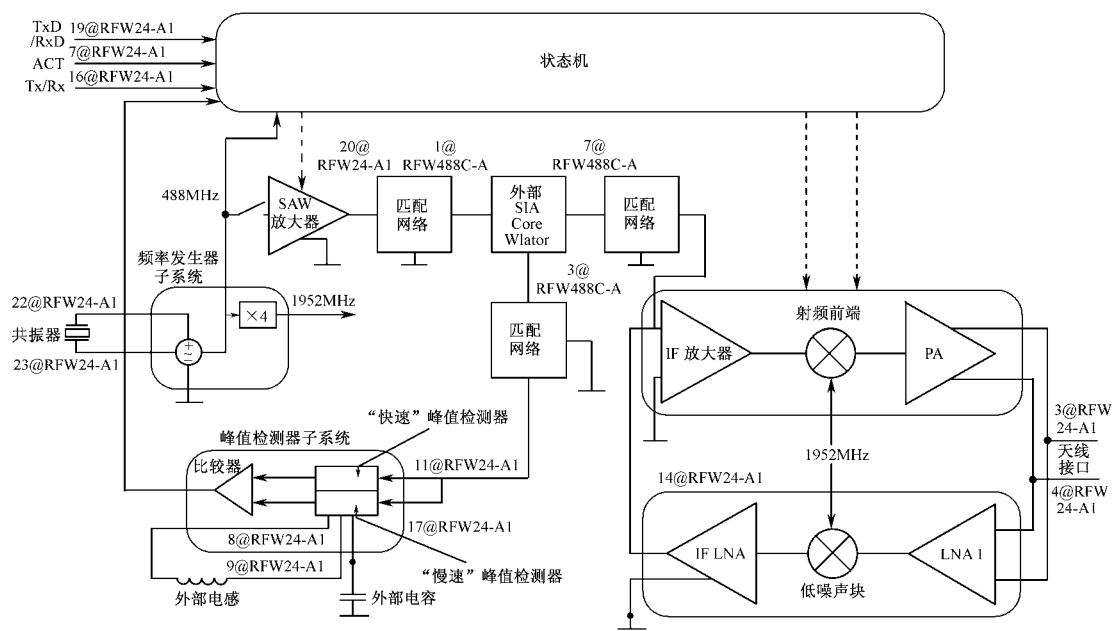 TxD
/RxD
19@RFW24-A1
ACT
7@RFW24-A1
Tx/Rx
16@RFW24-A1
状态机
20@
RFW24-A1
1@
RFW488C-A
7@
RFW488C-A
488MHz
SAW
放大器
匹配
网络
外部
SIA
Core
Wlator
匹配
网络
频率发生器
子系统
3@
RFW488C-A
22@RFW24-A1
共振器
23@RFW24-A1
×4
1952MHz
+
~
匹配
网络
射频前端
IF 放大器
PA
“快速”峰值检测器
峰值检测器子系统
比较器
11@RFW24-A1
17@RFW24-A1
8@RFW24-A1
9@RFW24-A1
“慢速”峰值检测器
外部电感
外部电容
1952MHz
3@RFW
24-A1
天线
接口
4@RFW
24-A1
14@RFW24-A1
IF LNA
LNA 1
低噪声块